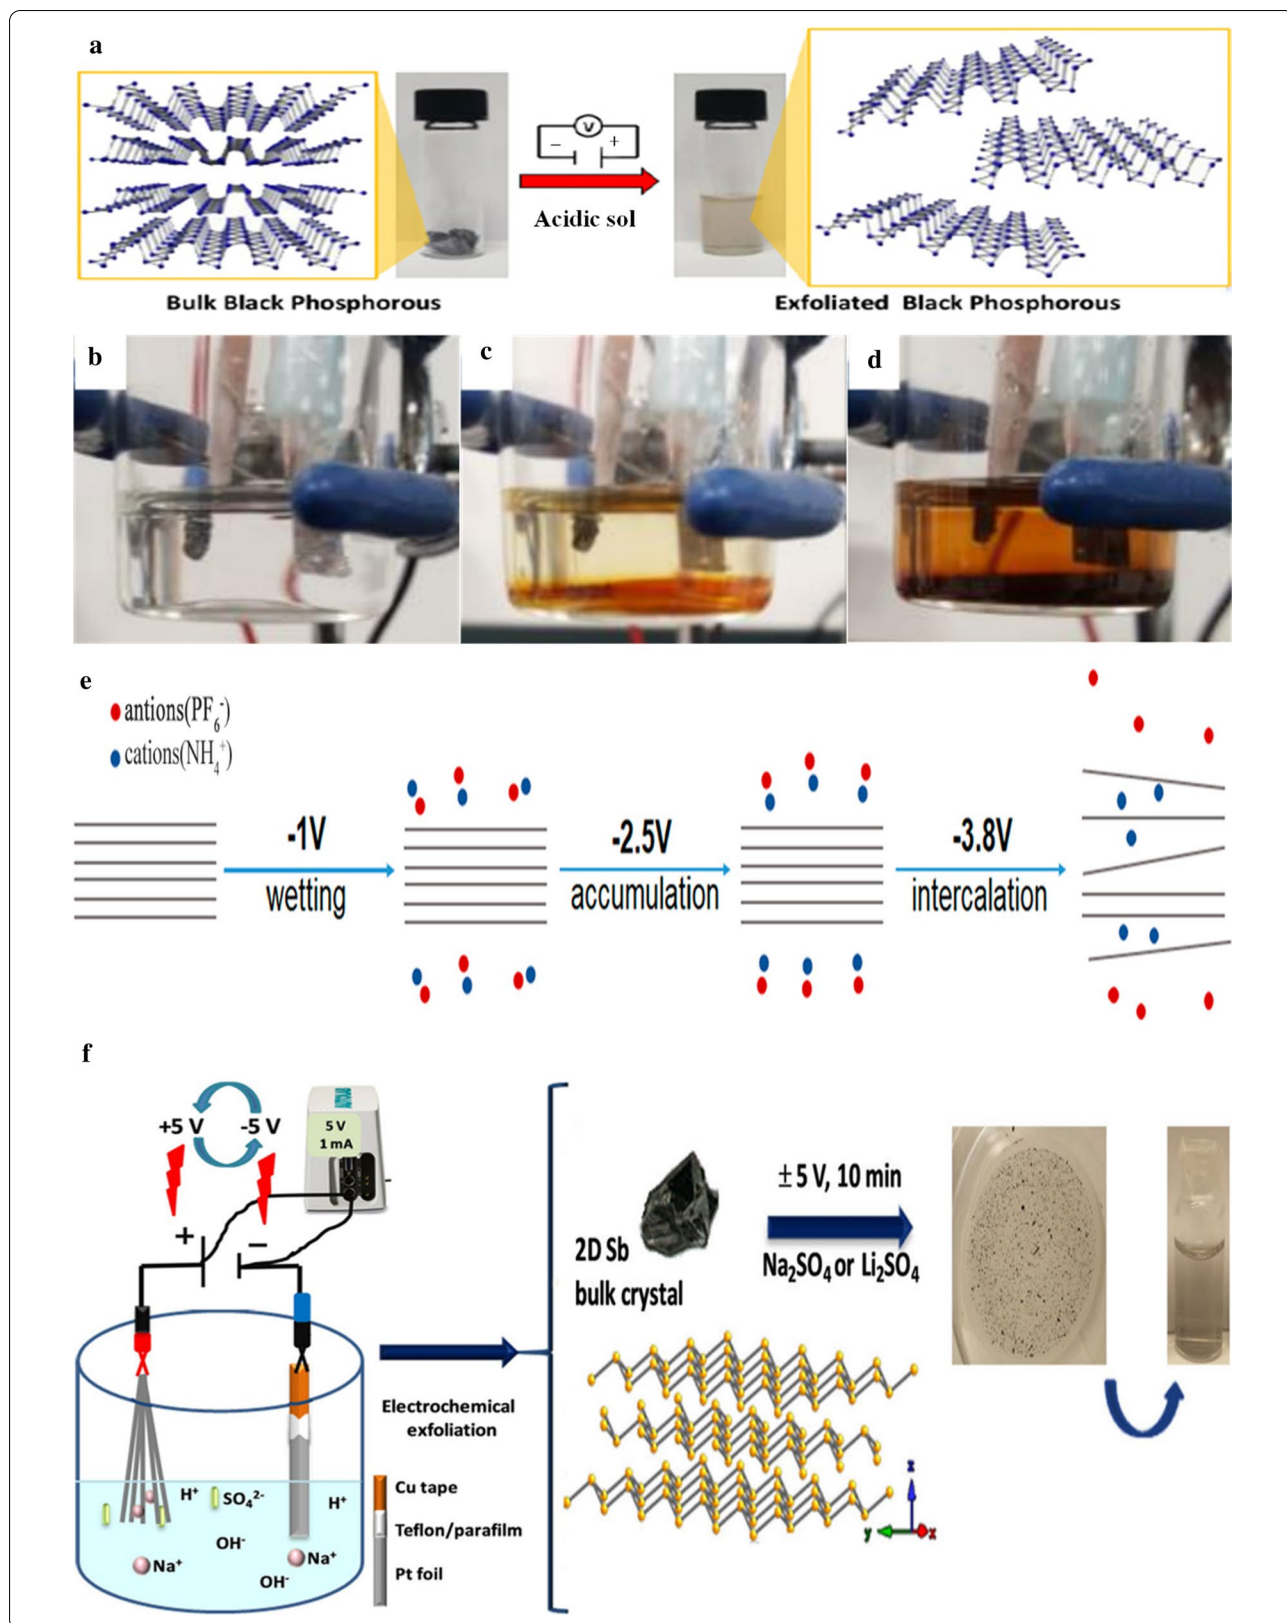 a
V
− +
Acidic sol
Bulk Black Phosphorous
Exfoliated Black Phosphorous
b
c
d
e
antions(PF₆⁻)
cations(NH₄⁺)
-1V
wetting
-2.5V
accumulation
-3.8V
intercalation
f
+5 V
-5 V
5 V
1 mA
-
+
−
Electrochemical
exfoliation
Cu tape
Teflon/parafilm
Pt foil
H⁺
SO₄²⁻
H⁺
OH⁻
Na⁺
Na⁺
OH⁻
2D Sb
bulk crystal
± 5 V, 10 min
Na₂SO₄ or Li₂SO₄
z
y
x